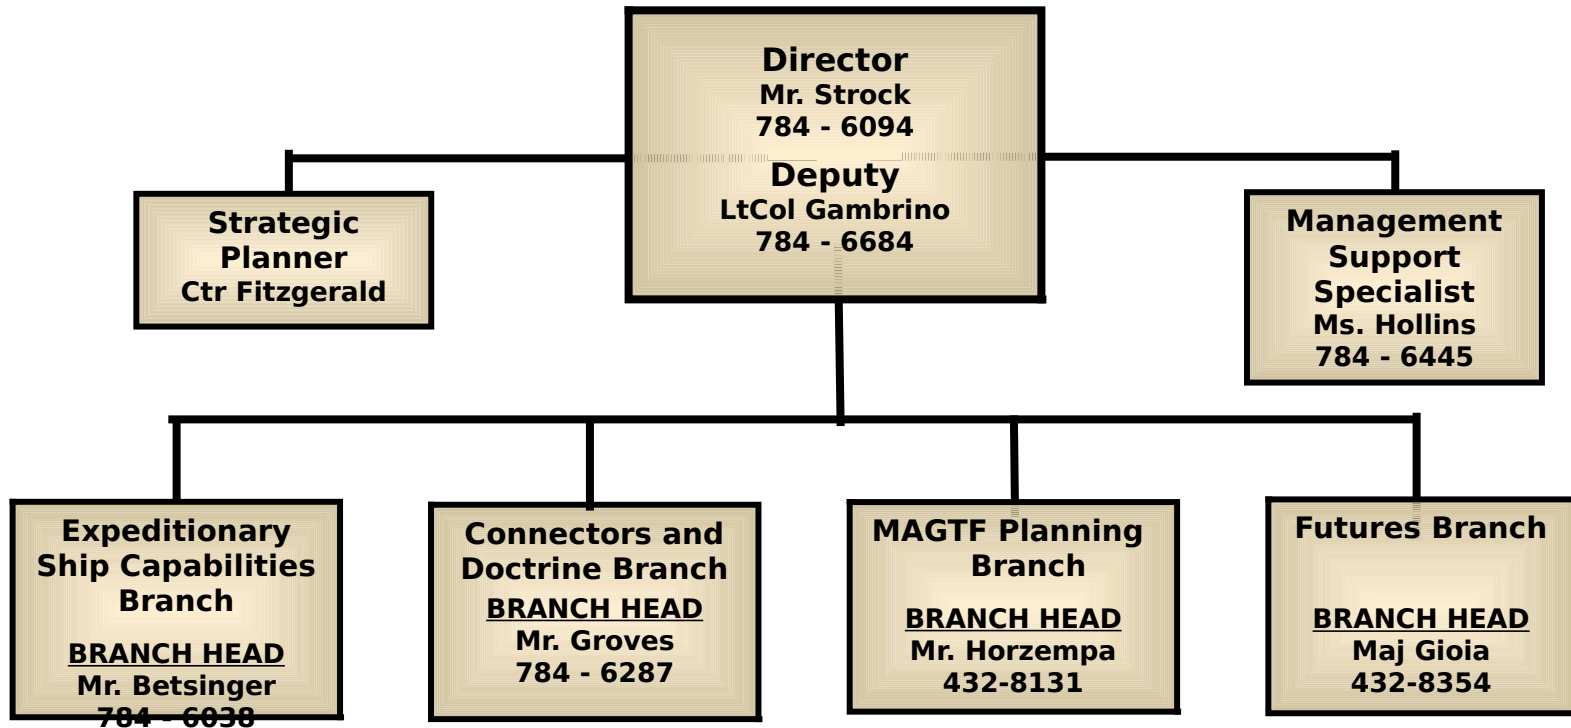 Director
Mr. Strock
784 - 6094
Deputy
LtCol Gambrino
784 - 6684
Strategic
Planner
Ctr Fitzgerald
Management
Support
Specialist
Ms. Hollins
784 - 6445
Expeditionary
Ship Capabilities
Branch
BRANCH HEAD
Mr. Betsinger
784 - 6038
Connectors and
Doctrine Branch
BRANCH HEAD
Mr. Groves
784 - 6287
MAGTF Planning
Branch
BRANCH HEAD
Mr. Horzempa
432-8131
Futures Branch
BRANCH HEAD
Maj Gioia
432-8354